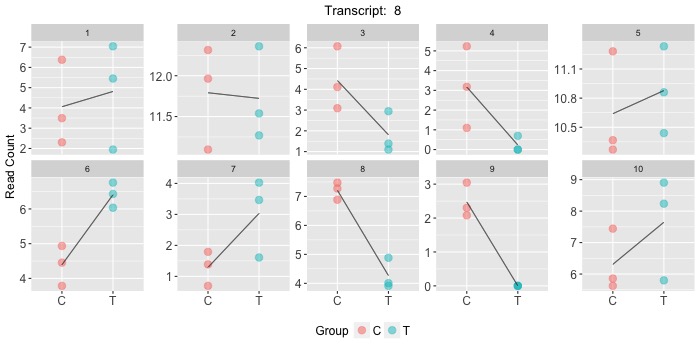 Transcript: 8
1 2 3 4 5
7 6 5 4 3 2
12.0 11.5
6 5 4 3 2 1
5 4 3 2 1 0
11.1 10.8 10.5
Read Count
6 7 8 9 10
6 5 4
4 3 2 1
7 6 5 4
3 2 1 0
9 8 7 6
C T C T C T C T C T
Group C T